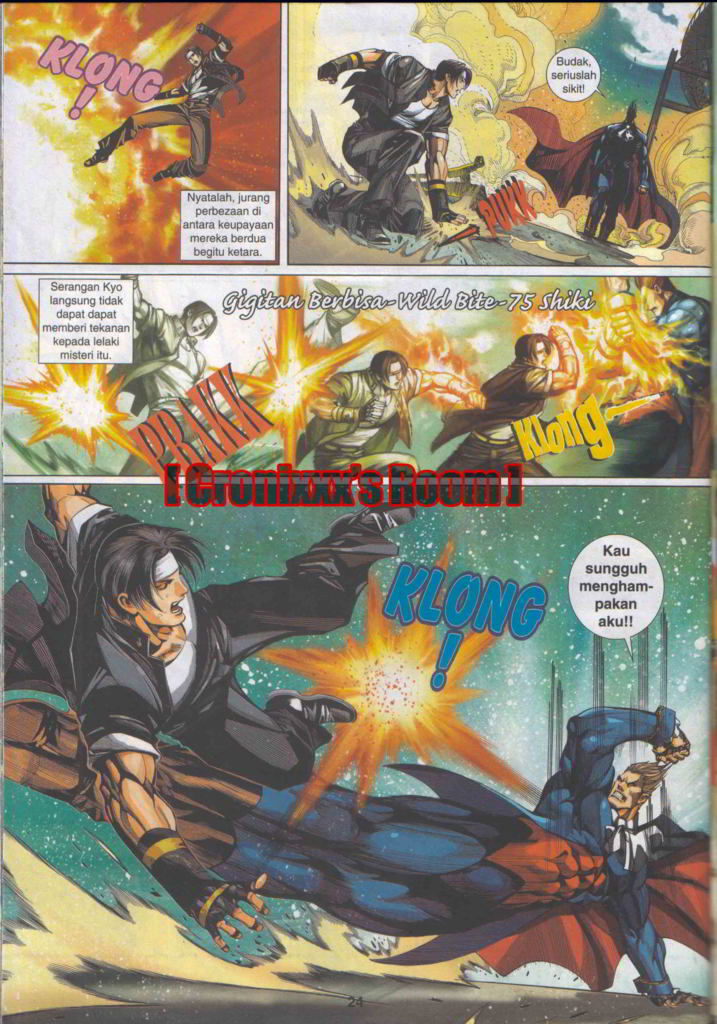 KLONG
!
Nyatalah, jurang
perbezaan di
antara keupayaan
mereka berdua
begitu ketara.
Budak,
seriuslah
sikit!
PUKK
Serangan Kyo
langsung tidak
dapat dapat
memberi tekanan
kepada lelaki
misteri itu.
Gigitan Berbisa-Wild Bite-75 Shiki
PRAKK
Klong
[ Cronixxx's Room ]
KLONG
!
Kau
sungguh
mengham-
pakan
aku!!
24